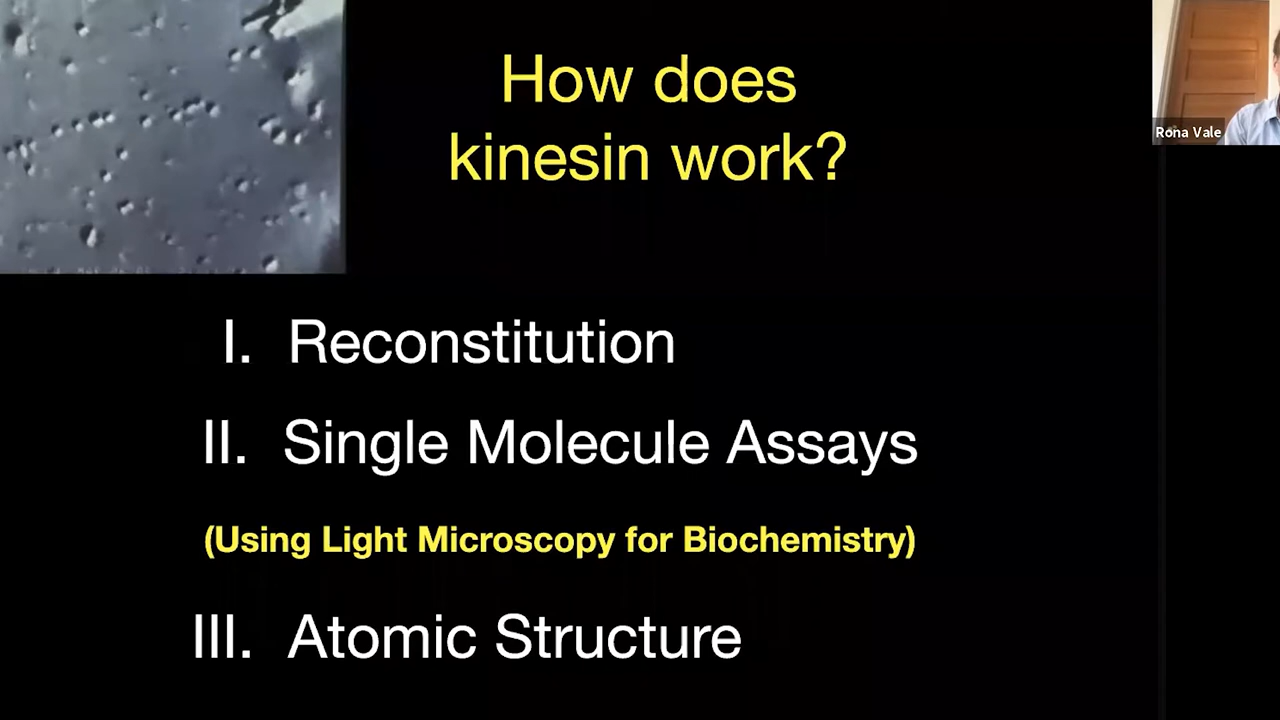 How does
kinesin work?
Rona Vale
I. Reconstitution
II. Single Molecule Assays
(Using Light Microscopy for Biochemistry)
III. Atomic Structure